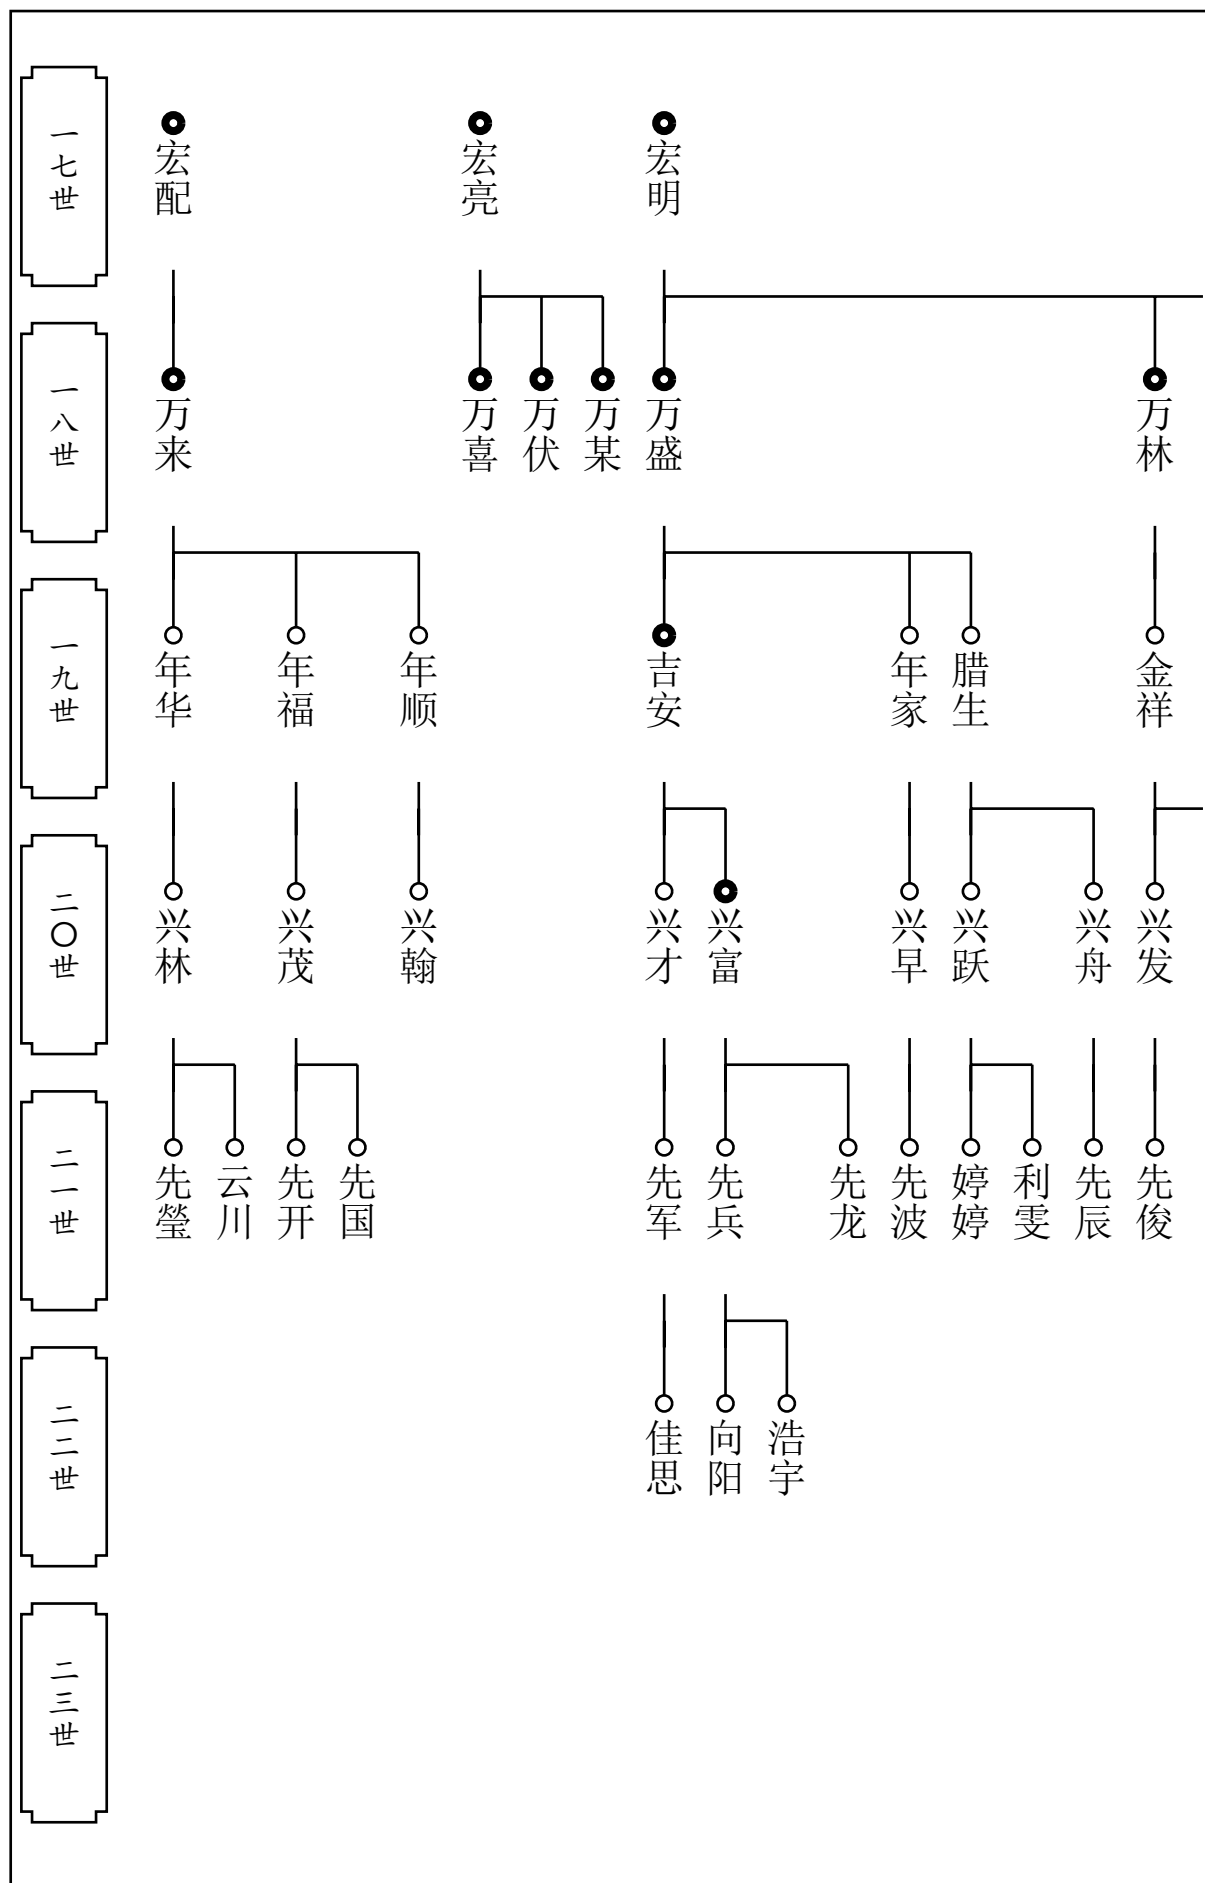 一七世
宏配
宏亮
宏明
一八世
万来
万喜
万伏
万某
万盛
万林
一九世
年华
年福
年顺
吉安
年家
腊生
金祥
二〇世
兴林
兴茂
兴翰
兴才
兴富
兴早
兴跃
兴舟
兴发
二一世
先瑩
云川
先开
先国
先军
先兵
先龙
先波
婷婷
利雯
先辰
先俊
二二世
佳思
向阳
浩宇
二三世